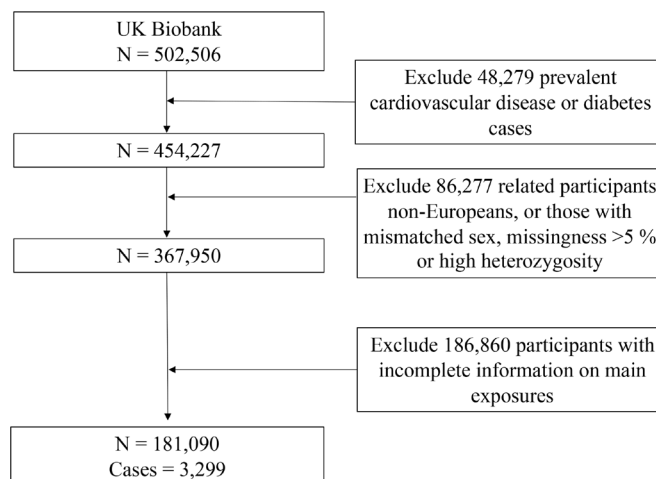 UK Biobank
N = 502,506
Exclude 48,279 prevalent
cardiovascular disease or diabetes
cases
N = 454,227
Exclude 86,277 related participants
non-Europeans, or those with
mismatched sex, missingness >5 %
or high heterozygosity
N = 367,950
Exclude 186,860 participants with
incomplete information on main
exposures
N = 181,090
Cases = 3,299